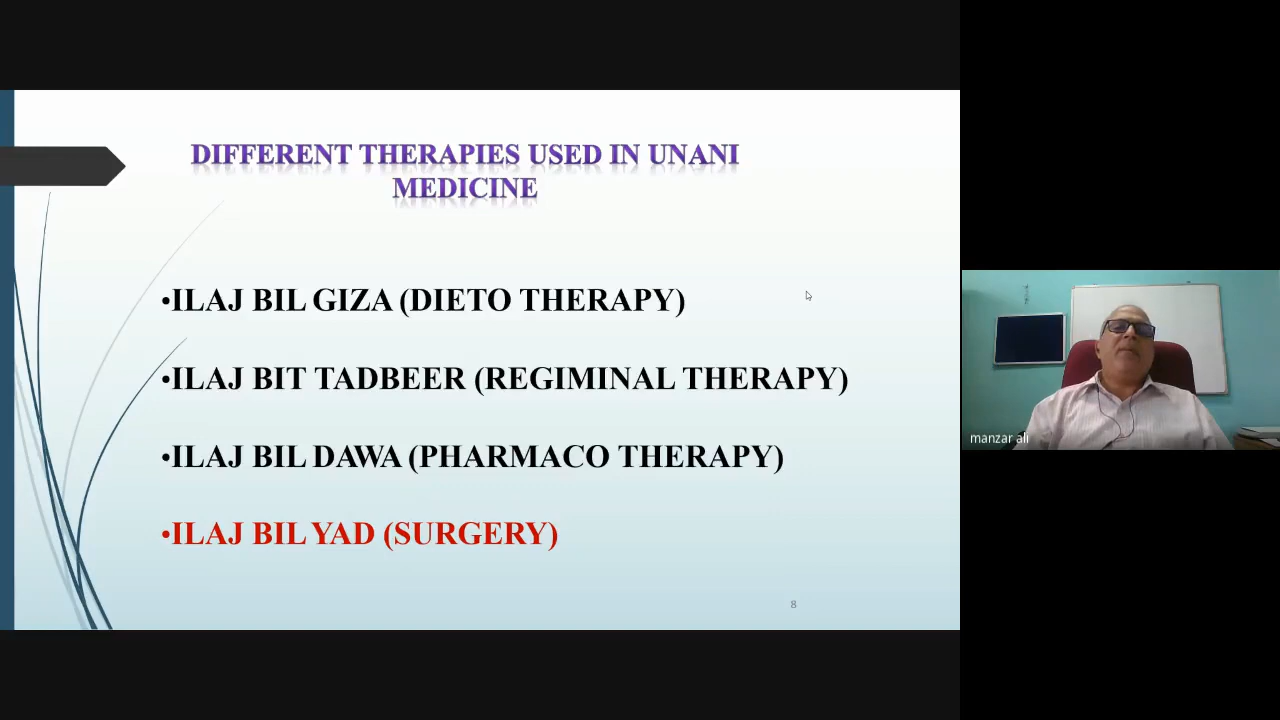 DIFFERENT THERAPIES USED IN UNANI
MEDICINE
•ILAJ BIL GIZA (DIETO THERAPY)
•ILAJ BIT TADBEER (REGIMINAL THERAPY)
•ILAJ BIL DAWA (PHARMACO THERAPY)
•ILAJ BIL YAD (SURGERY)
8
manzar ali